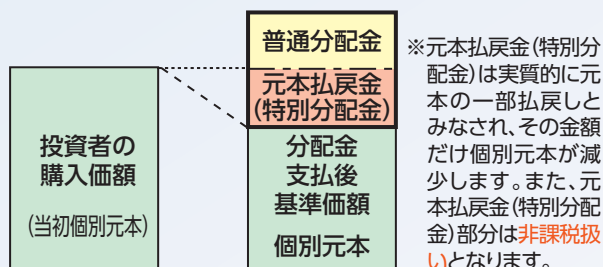 投資者の
購入価額
(当初個別元本)
普通分配金
元本払戻金
(特別分配金)
分配金
支払後
基準価額
個別元本
※元本払戻金(特別分
配金)は実質的に元
本の一部払戻しと
みなされ、その金額
だけ個別元本が減
少します。また、元
本払戻金(特別分配
金)部分は非課税扱
いとなります。